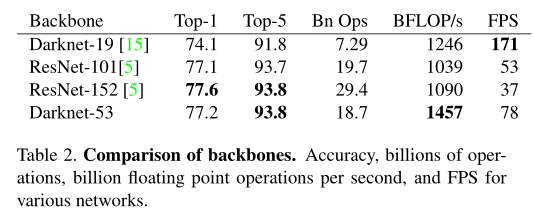 Backbone Top-1 Top-5 Bn Ops BFLOP/s FPS
Darknet-19 [15] 74.1 91.8 7.29 1246 171
ResNet-101[5] 77.1 93.7 19.7 1039 53
ResNet-152 [5] 77.6 93.8 29.4 1090 37
Darknet-53 77.2 93.8 18.7 1457 78
Table 2. Comparison of backbones. Accuracy, billions of oper-
ations, billion floating point operations per second, and FPS for
various networks.